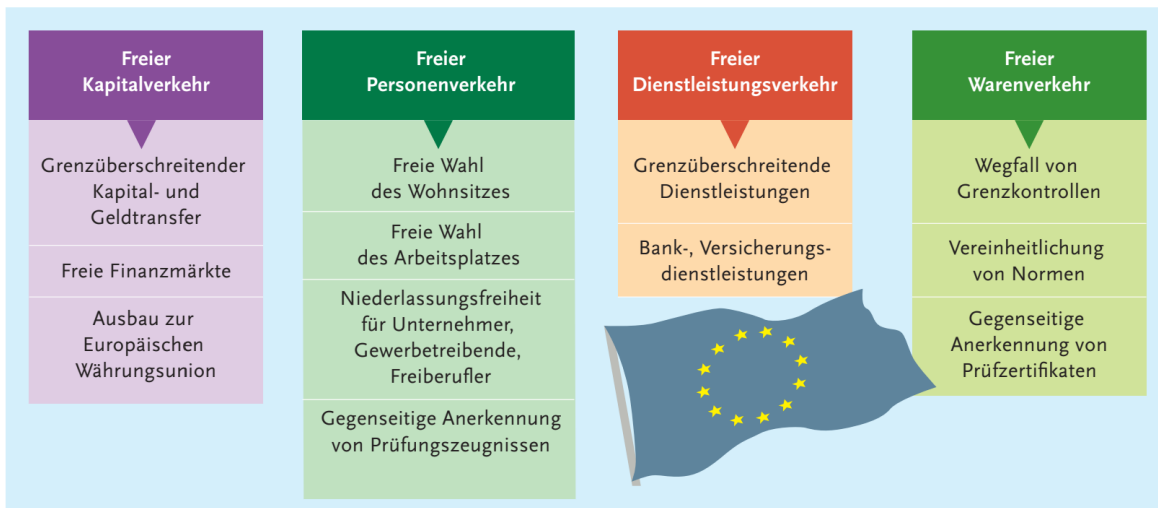 Freier
Kapitalverkehr
Grenzüberschreitender
Kapital- und
Geldtransfer
Freie Finanzmärkte
Ausbau zur
Europäischen
Währungsunion
Freier
Personenverkehr
Freie Wahl
des Wohnsitzes
Freie Wahl
des Arbeitsplatzes
Niederlassungsfreiheit
für Unternehmer,
Gewerbetreibende,
Freiberufler
Gegenseitige Anerkennung
von Prüfungszeugnissen
Freier
Dienstleistungsverkehr
Grenzüberschreitende
Dienstleistungen
Bank-, Versicherungs-
dienstleistungen
Freier
Warenverkehr
Wegfall von
Grenzkontrollen
Vereinheitlichung
von Normen
Gegenseitige
Anerkennung von
Prüfzertifikaten